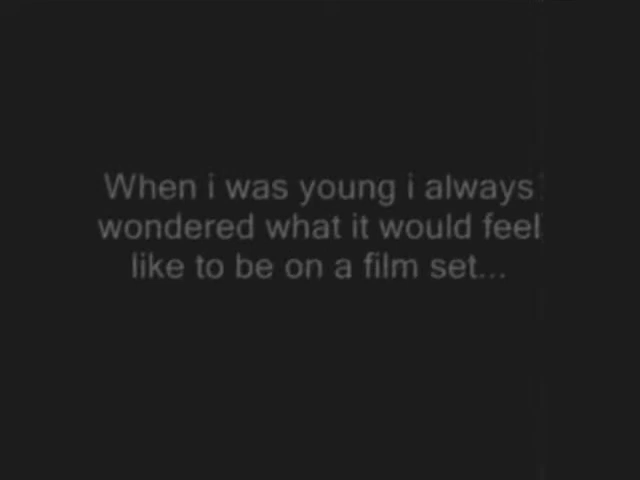 When i was young i always
wondered what it would feel
like to be on a film set...